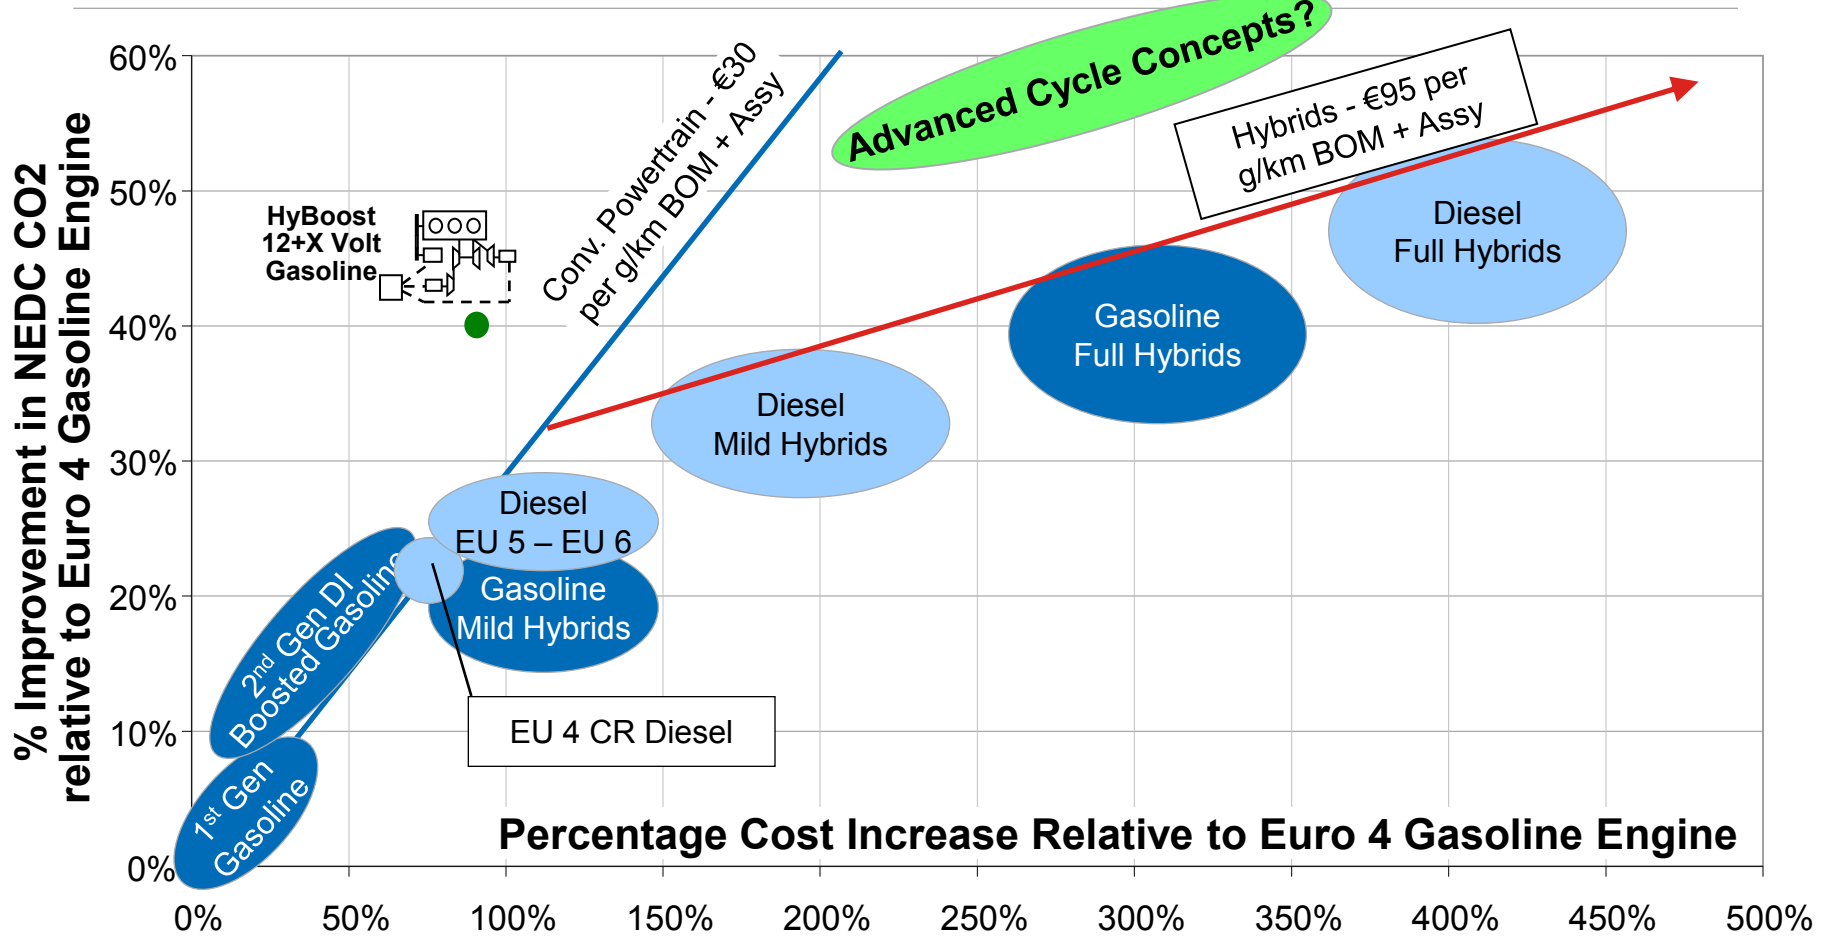 % Improvement in NEDC CO2
relative to Euro 4 Gasoline Engine
60%
50%
40%
30%
20%
10%
0%
HyBoost
12+X Volt
Gasoline
Conv. Powertrain - €30
per g/km BOM + Assy
Advanced Cycle Concepts?
Hybrids - €95 per
g/km BOM + Assy
Diesel
Full Hybrids
Gasoline
Full Hybrids
Diesel
Mild Hybrids
Diesel
EU 5 – EU 6
Gasoline
Mild Hybrids
2nd Gen DI
Boosted Gasoline
EU 4 CR Diesel
1st Gen
Gasoline
Percentage Cost Increase Relative to Euro 4 Gasoline Engine
0%
50%
100%
150%
200%
250%
300%
350%
400%
450%
500%